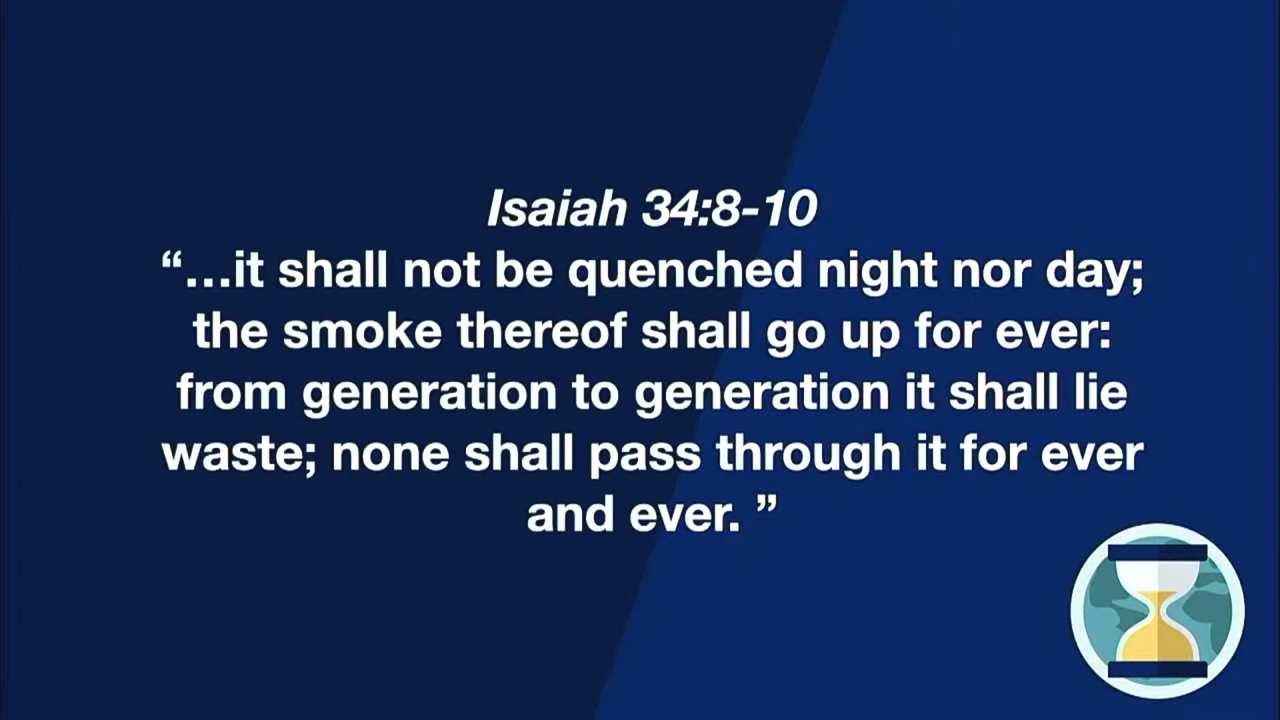 Isaiah 34:8-10
“...it shall not be quenched night nor day;
the smoke thereof shall go up for ever:
from generation to generation it shall lie
waste; none shall pass through it for ever
and ever. ”